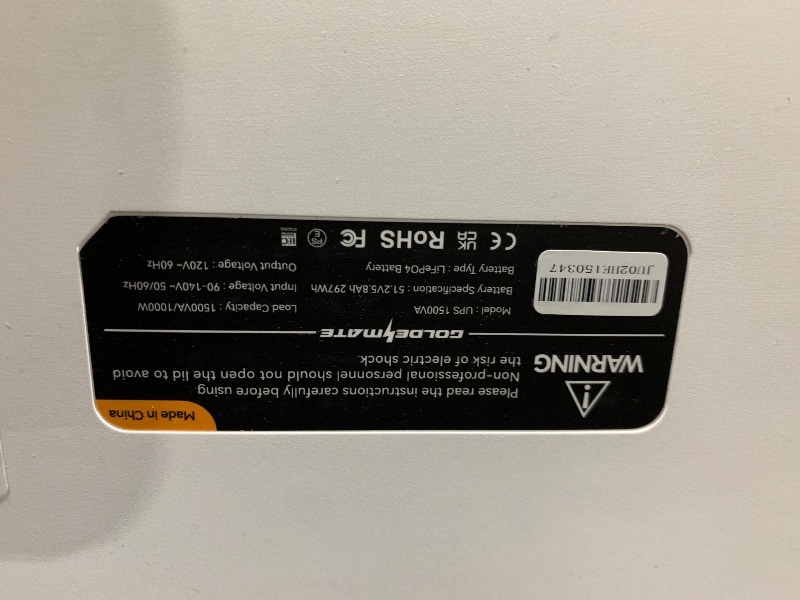 Made in China
WARNING
Please read the instructions carefully before using.
Non-professional personnel should not open the lid to avoid
the risk of electric shock.
GOLDENMATE
Model : UPS 1500VA
Load Capacity : 1500VA/1000W
Battery Specification : 51.2V5.8Ah 297Wh
Input Voltage : 90-140V~ 50/60Hz
Battery Type : LiFePO4 Battery
Output Voltage : 120V~ 60Hz
JU02HE150347
CE UKCA RoHS FC PSE IEC